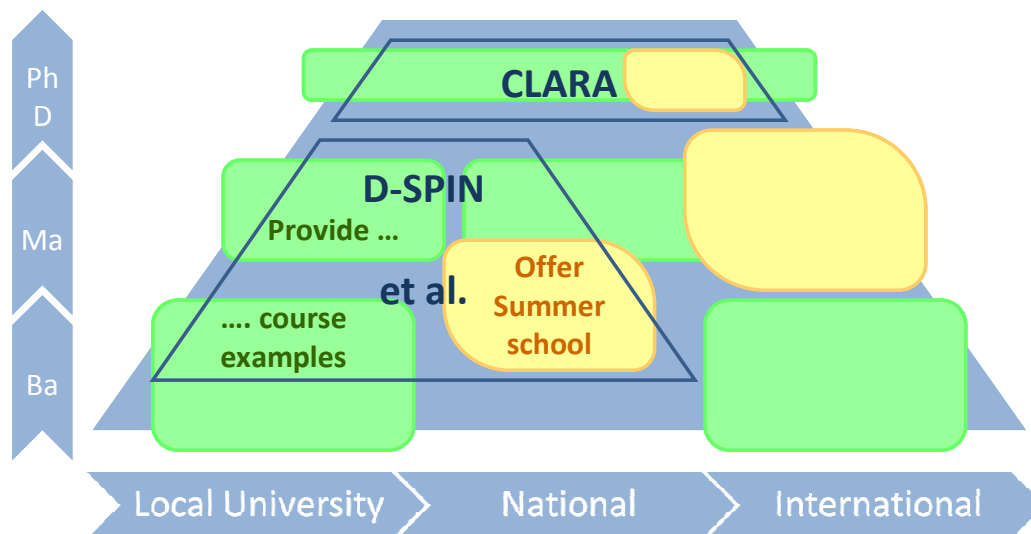 Ph
D
CLARA
Ma
D-SPIN
Provide …
et al.
Offer
Summer
school
Ba
…. course
examples
Local University
National
International